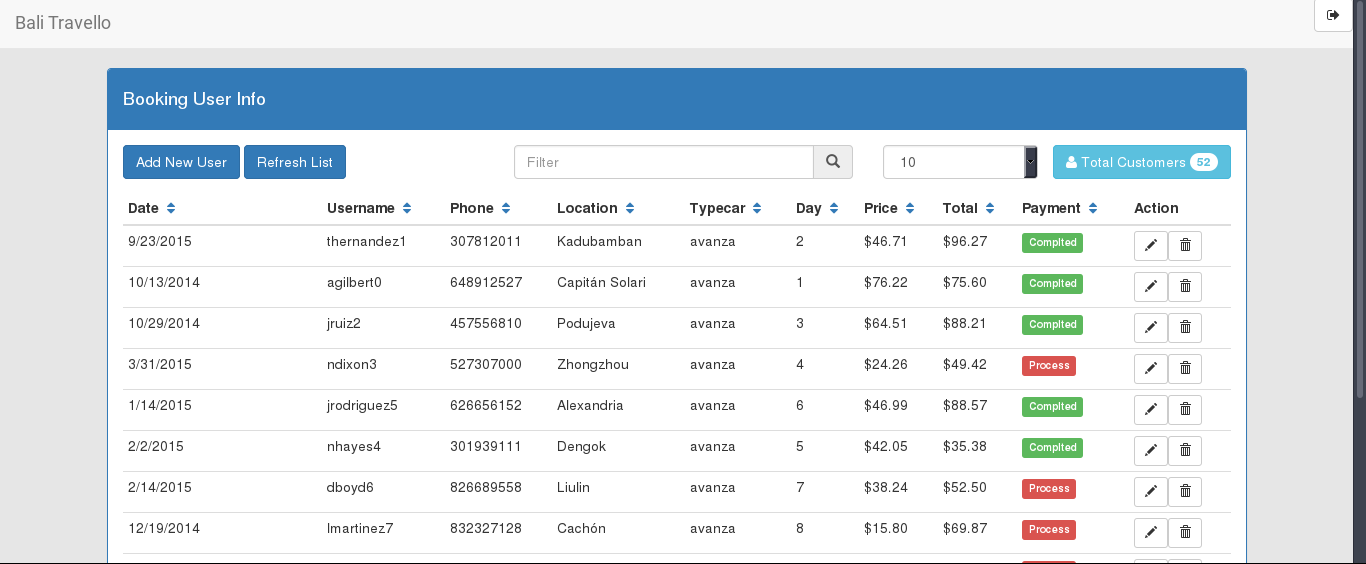 Bali Travello
Booking User Info
Add New User Refresh List Filter 10 Total Customers 52
Date Username Phone Location Typecar Day Price Total Payment Action
9/23/2015 thernandez1 307812011 Kadubamban avanza 2 $46.71 $96.27 Complted
10/13/2014 agilbert0 648912527 Capitán Solari avanza 1 $76.22 $75.60 Complted
10/29/2014 jruiz2 457556810 Podujeva avanza 3 $64.51 $88.21 Complted
3/31/2015 ndixon3 527307000 Zhongzhou avanza 4 $24.26 $49.42 Process
1/14/2015 jrodriguez5 626656152 Alexandria avanza 6 $46.99 $88.57 Complted
2/2/2015 nhayes4 301939111 Dengok avanza 5 $42.05 $35.38 Complted
2/14/2015 dboyd6 826689558 Liulin avanza 7 $38.24 $52.50 Process
12/19/2014 lmartinez7 832327128 Cachón avanza 8 $15.80 $69.87 Process